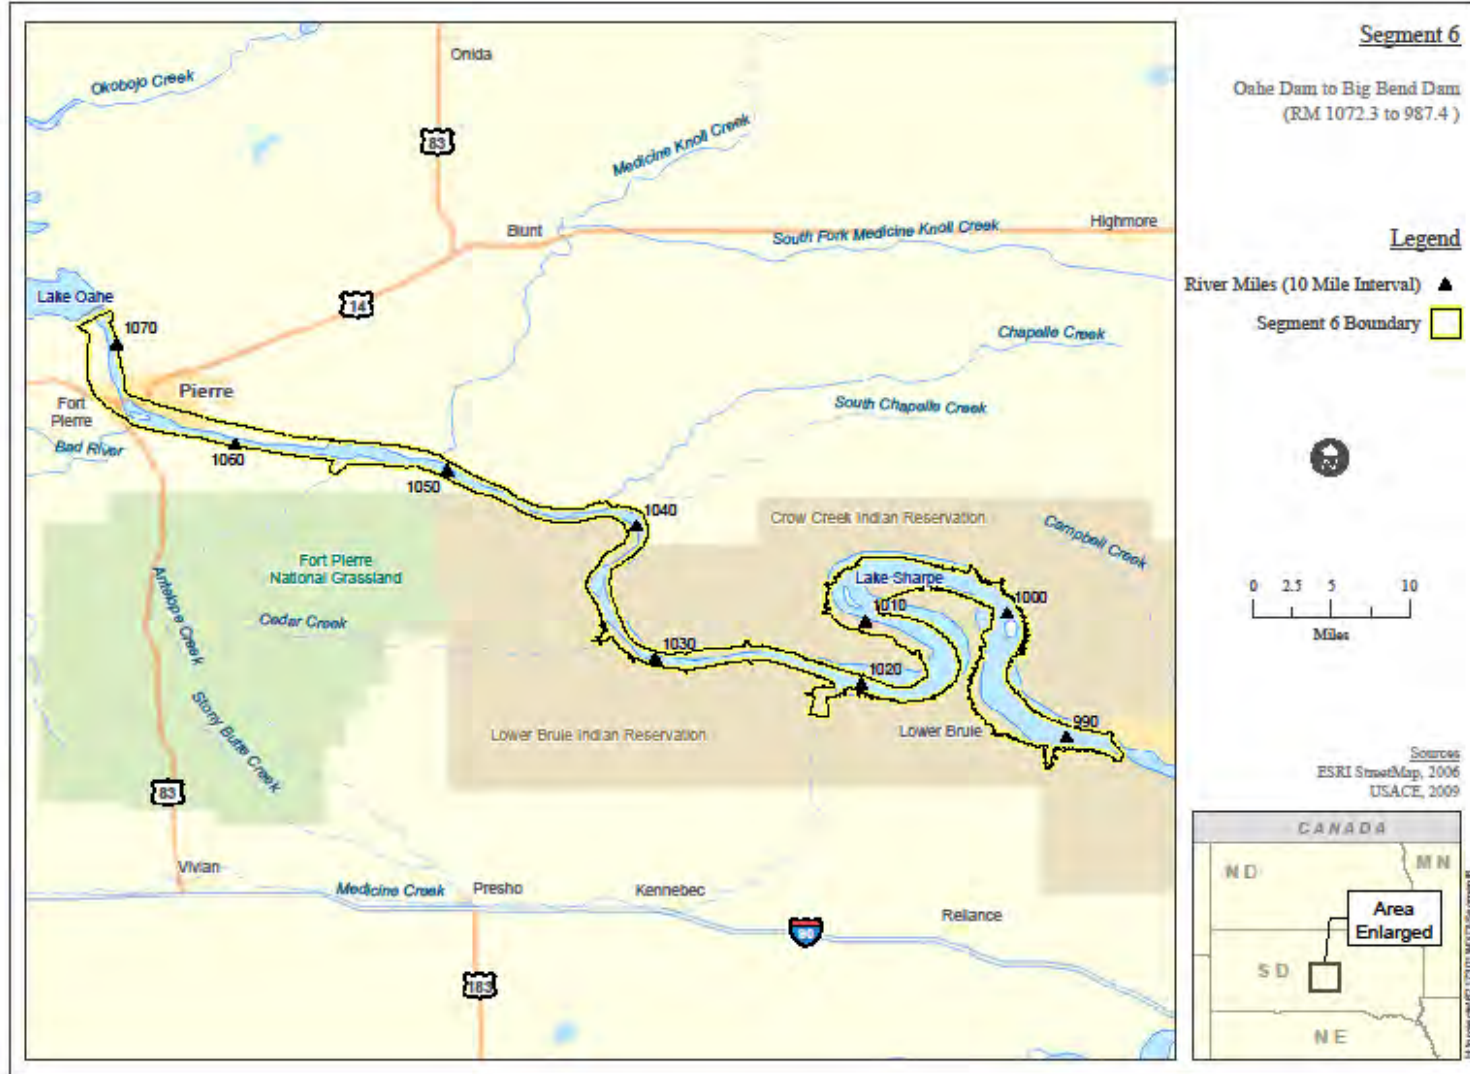 Segment 6
Oahe Dam to Big Bend Dam
(RM 1072.3 to 987.4 )
Legend
River Miles (10 Mile Interval)
Segment 6 Boundary
0 2.5 5 10
Miles
Sources
ESRI StreetMap, 2006
USACE, 2009
CANADA
ND
MN
Area
Enlarged
SD
NE
Onida
Okobojo Creek
83
Medicine Knoll Creek
Blunt
South Fork Medicine Knoll Creek
Highmore
Lake Oahe
14
1070
Chapelle Creek
Pierre
Fort
Pierre
South Chapelle Creek
Bad River
1060
1050
1040
Crow Creek Indian Reservation
Campbell Creek
Fort Pierre
National Grassland
Antelope Creek
Cedar Creek
Lake Sharpe
1010
1000
1030
1020
Stony Butte Creek
Lower Brule Indian Reservation
Lower Brule
990
83
Vivian
Medicine Creek
Presho
Kennebec
Reliance
90
183